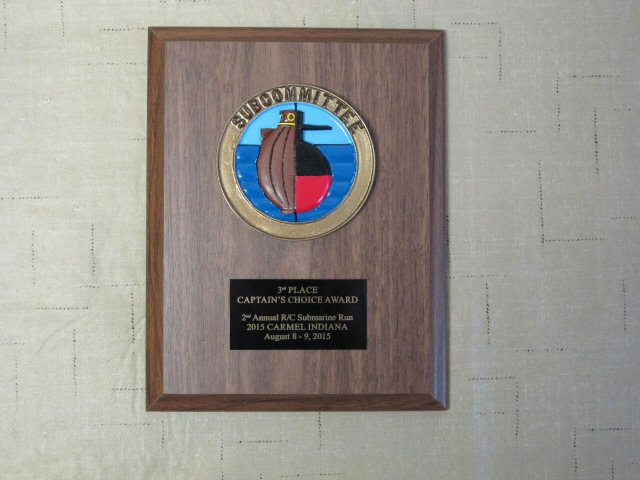 SUBCOMMITTEE
3rd PLACE
CAPTAIN'S CHOICE AWARD
2nd Annual R/C Submarine Run
2015 CARMEL INDIANA
August 8 - 9, 2015